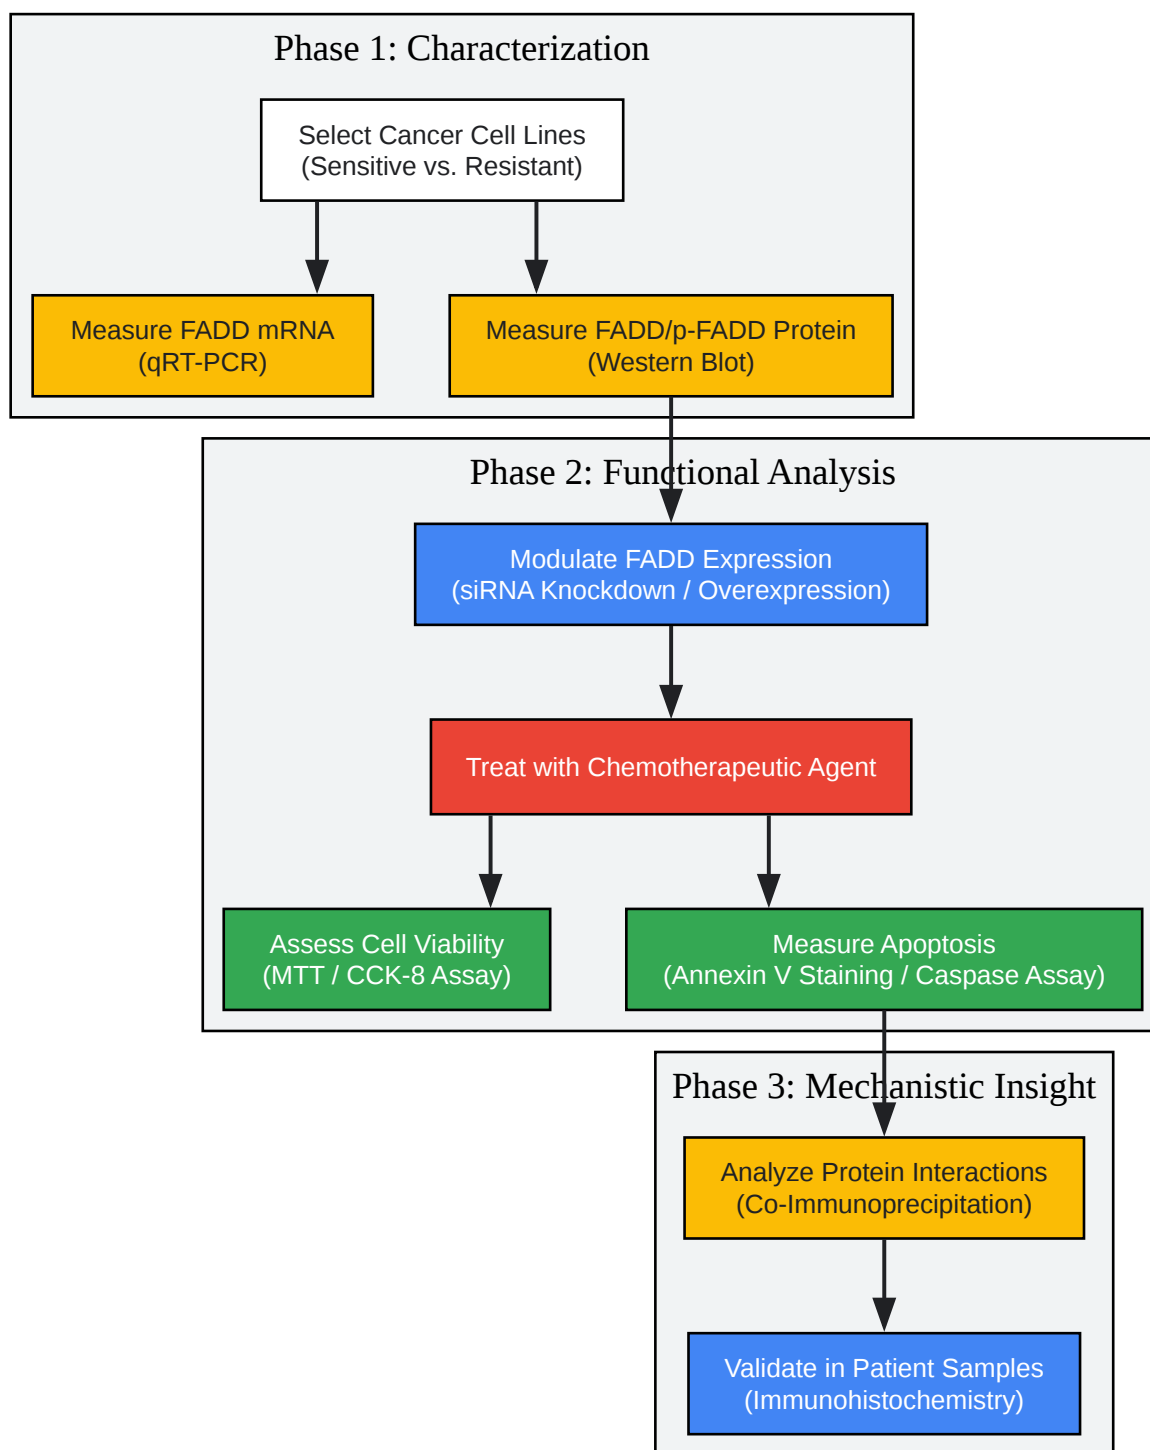 Phase 1: Characterization
Select Cancer Cell Lines
(Sensitive vs. Resistant)
Measure FADD mRNA
(qRT-PCR)
Measure FADD/p-FADD Protein
(Western Blot)
Phase 2: Functional Analysis
Modulate FADD Expression
(siRNA Knockdown / Overexpression)
Treat with Chemotherapeutic Agent
Assess Cell Viability
(MTT / CCK-8 Assay)
Measure Apoptosis
(Annexin V Staining / Caspase Assay)
Phase 3: Mechanistic Insight
Analyze Protein Interactions
(Co-Immunoprecipitation)
Validate in Patient Samples
(Immunohistochemistry)